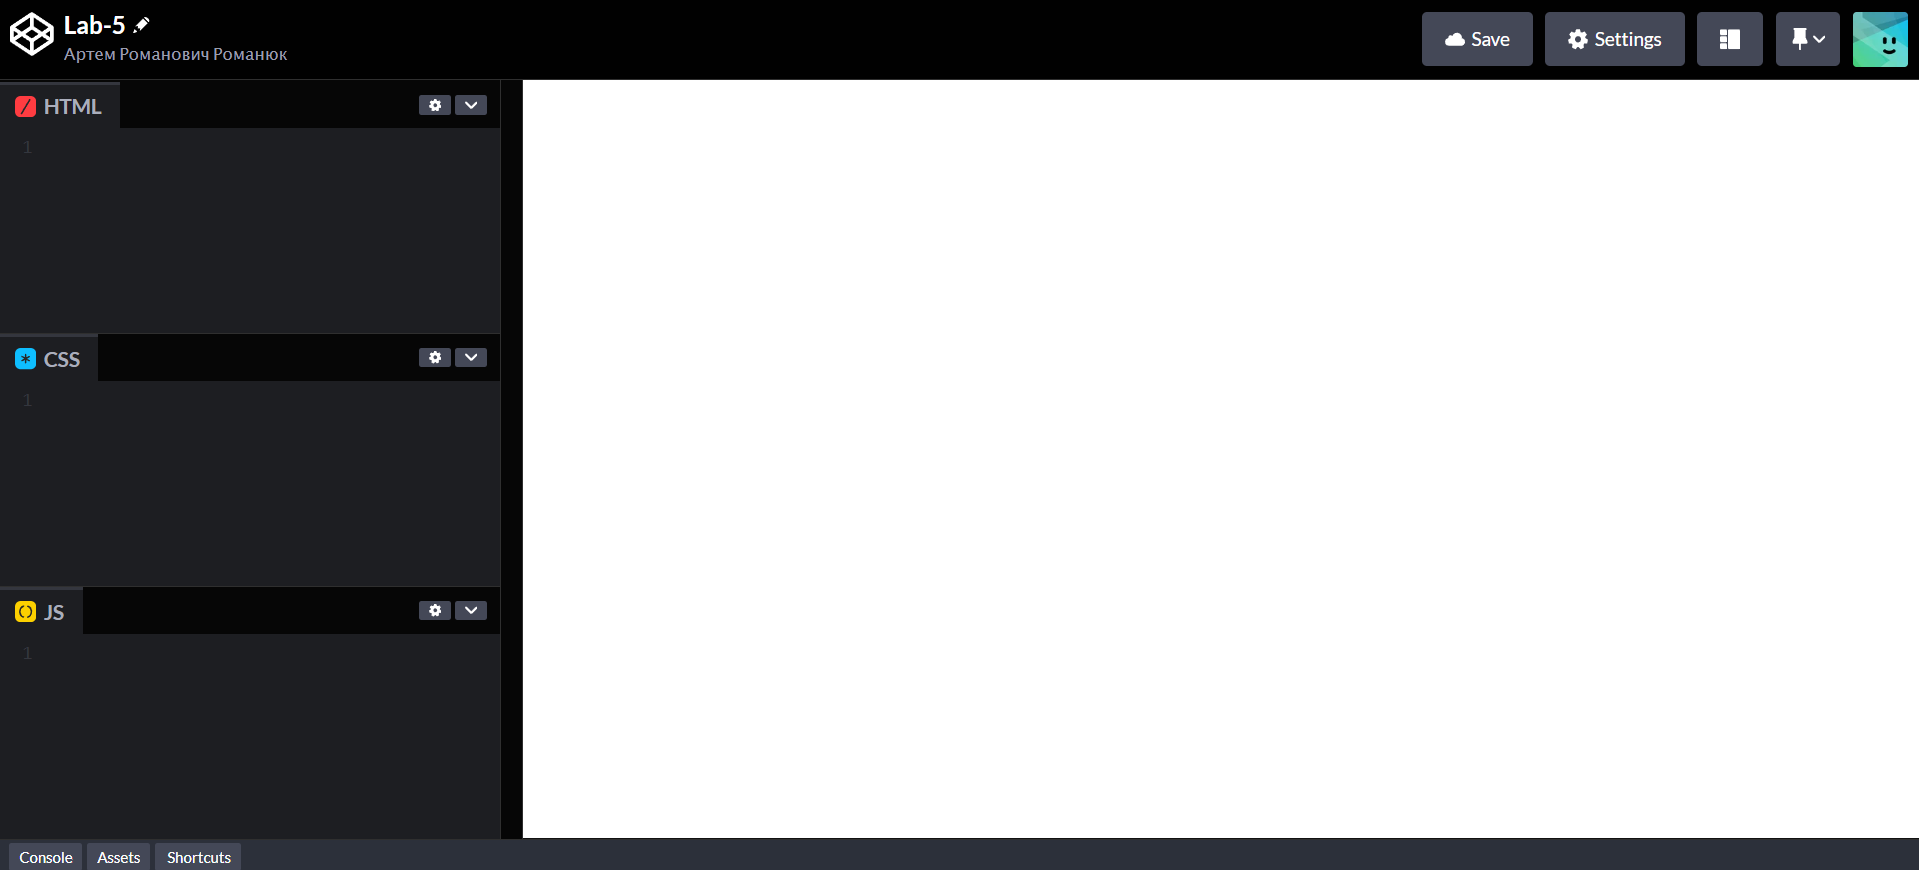 Lab-5
Артем Романович Романюк
Save
Settings
HTML
1
CSS
1
JS
1
Console
Assets
Shortcuts